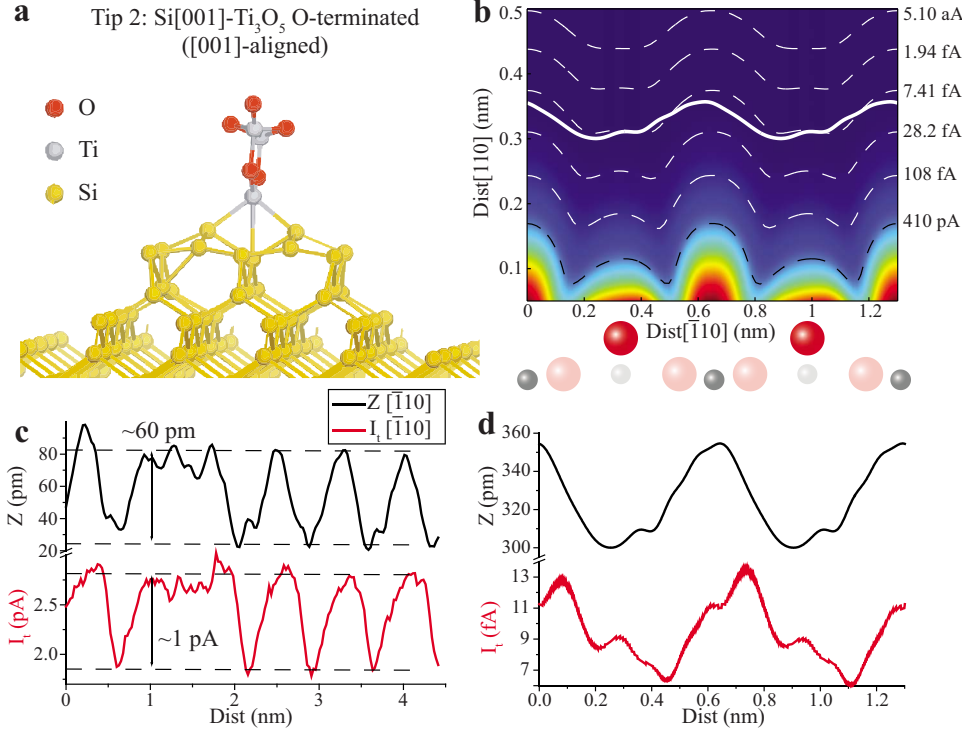 a
Tip 2: Si[001]-Ti₃O₅ O-terminated
([001]-aligned)
O
Ti
Si
b
0.5
0.4
0.3
0.2
0.1
Dist[110] (nm)
5.10 aA
1.94 fA
7.41 fA
28.2 fA
108 fA
410 pA
0 0.2 0.4 0.6 0.8 1.0 1.2
Dist[1̅10] (nm)
c
Z [1̅10]
Iₜ [1̅10]
~60 pm
80
60
40
20
Z (pm)
2.5
2.0
Iₜ (pA)
~1 pA
0 1 2 3 4
Dist (nm)
d
360
340
320
300
Z (pm)
13
11
9
7
Iₜ (fA)
0.0 0.2 0.4 0.6 0.8 1.0 1.2
Dist (nm)